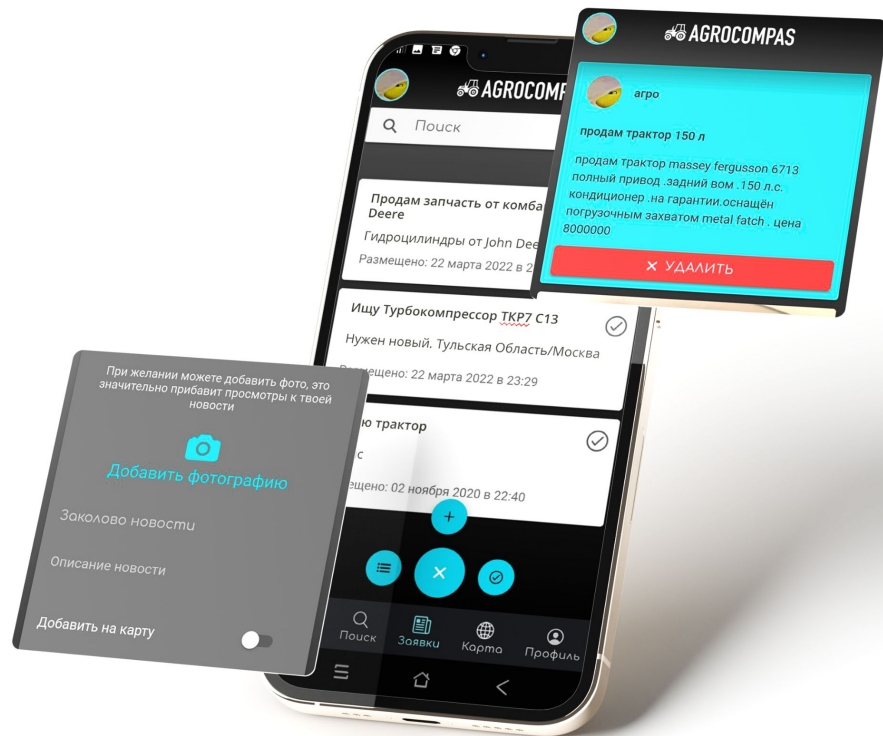 AGROCOMPAS
агро
продам трактор 150 л
продам трактор massey fergusson 6713
полный привод .задний вом .150 л.с.
кондиционер .на гарантии.оснащён
погрузочным захватом metal fatch . цена
8000000
× УДАЛИТЬ
AGROCOMP
Поиск
Продам запчасть от комба
Deere
Гидроцилиндры от John Dee
Размещено: 22 марта 2022 в 2
Ищу Турбокомпрессор ТКР7 С13
Нужен новый. Тульская Область/Москва
мещено: 22 марта 2022 в 23:29
ю трактор
с
ещено: 02 ноября 2020 в 22:40
Поиск
Заявки
Карта
Профиль
При желании можете добавить фото, это
значительно прибавит просмотры к твоей
новости
Добавить фотографию
Заколово новости
Описание новости
Добавить на карту